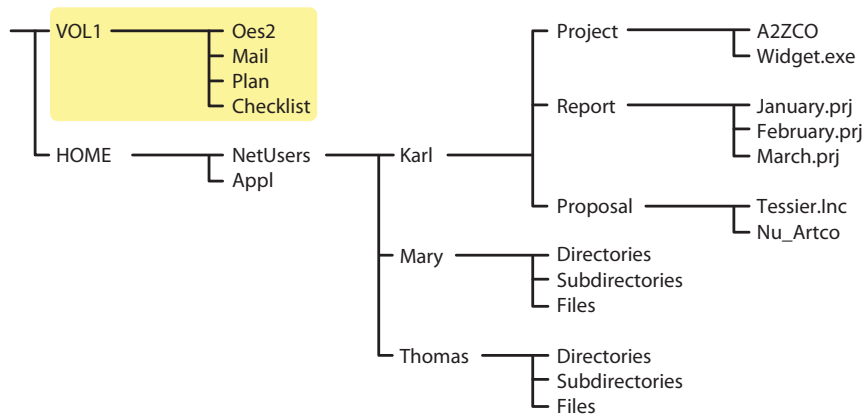 VOL1
Oes2
Mail
Plan
Checklist
HOME
NetUsers
Appl
Karl
Project
A2ZCO
Widget.exe
Report
January.prj
February.prj
March.prj
Proposal
Tessier.Inc
Nu_Artco
Mary
Directories
Subdirectories
Files
Thomas
Directories
Subdirectories
Files